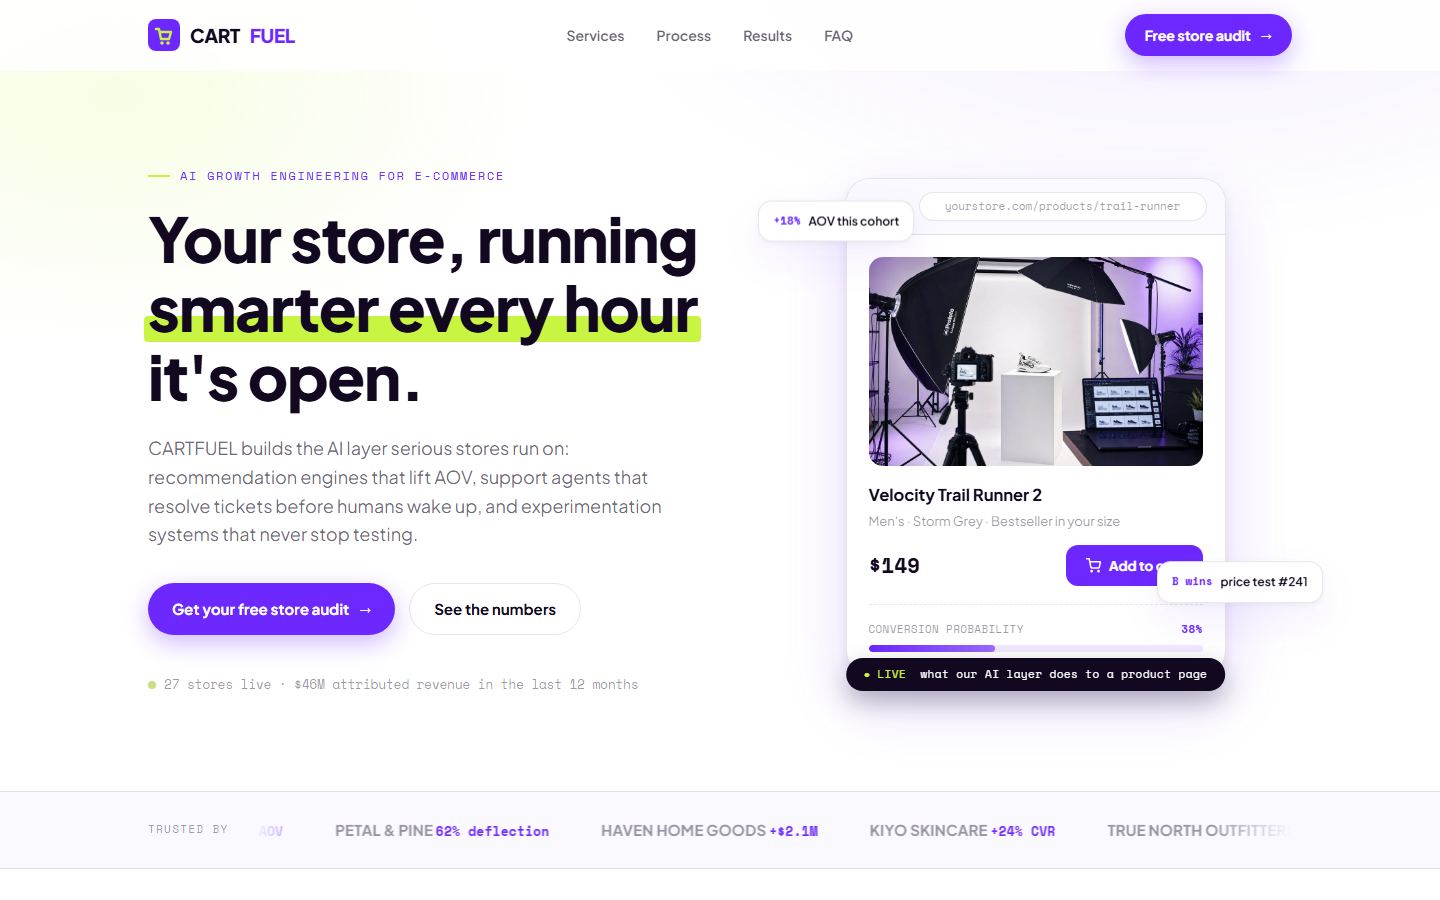 CART FUEL
Services
Process
Results
FAQ
Free store audit →
AI GROWTH ENGINEERING FOR E-COMMERCE
Your store, running
smarter every hour
it's open.
CARTFUEL builds the AI layer serious stores run on:
recommendation engines that lift AOV, support agents that
resolve tickets before humans wake up, and experimentation
systems that never stop testing.
Get your free store audit →
See the numbers
27 stores live · $46M attributed revenue in the last 12 months
yourstore.com/products/trail-runner
+18% AOV this cohort
Velocity Trail Runner 2
Men's · Storm Grey · Bestseller in your size
$149
Add to
B wins price test #241
CONVERSION PROBABILITY 38%
● LIVE what our AI layer does to a product page
TRUSTED BY
AOV
PETAL & PINE 62% deflection
HAVEN HOME GOODS +$2.1M
KIYO SKINCARE +24% CVR
TRUE NORTH OUTFITTERS